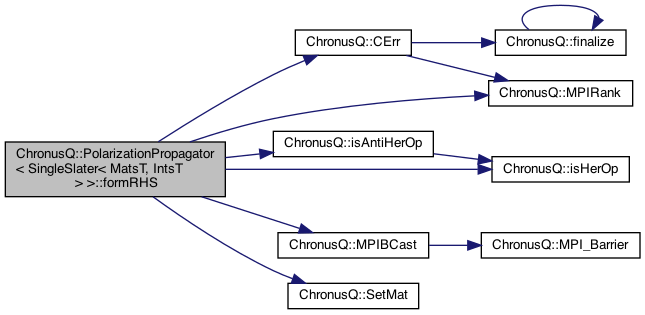 ChronusQ::PolarizationPropagator
< SingleSlater< MatsT, IntsT
> >::formRHS
ChronusQ::CErr
ChronusQ::finalize
ChronusQ::MPIRank
ChronusQ::isAntiHerOp
ChronusQ::isHerOp
ChronusQ::MPIBCast
ChronusQ::MPI_Barrier
ChronusQ::SetMat